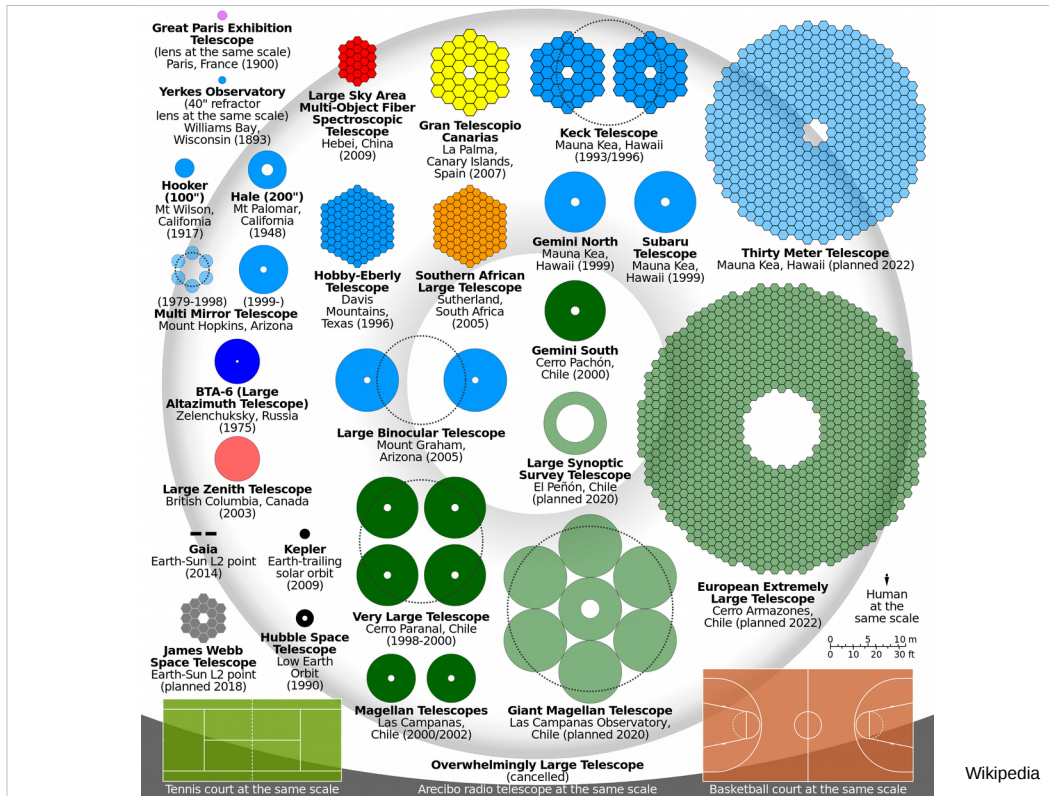 Great Paris Exhibition
Telescope
(lens at the same scale)
Paris, France (1900)
Yerkes Observatory
(40" refractor
lens at the same scale)
Williams Bay,
Wisconsin (1893)
Hooker
(100")
Mt Wilson,
California
(1917)
Hale (200")
Mt Palomar,
California
(1948)
(1979-1998)
(1999-)
Multi Mirror Telescope
Mount Hopkins, Arizona
BTA-6 (Large
Altazimuth Telescope)
Zelenchuksky, Russia
(1975)
Large Zenith Telescope
British Columbia, Canada
(2003)
Gaia
Earth-Sun L2 point
(2014)
Kepler
Earth-trailing
solar orbit
(2009)
James Webb
Space Telescope
Earth-Sun L2 point
(planned 2018)
Hubble Space
Telescope
Low Earth
Orbit
(1990)
Large Sky Area
Multi-Object Fiber
Spectroscopic
Telescope
Hebei, China
(2009)
Gran Telescopio
Canarias
La Palma,
Canary Islands,
Spain (2007)
Keck Telescope
Mauna Kea, Hawaii
(1993/1996)
Hobby-Eberly
Telescope
Davis
Mountains,
Texas (1996)
Southern African
Large Telescope
Sutherland,
South Africa
(2005)
Gemini North
Mauna Kea,
Hawaii (1999)
Subaru
Telescope
Mauna Kea,
Hawaii (1999)
Thirty Meter Telescope
Mauna Kea, Hawaii (planned 2022)
Gemini South
Cerro Pachón,
Chile (2000)
Large Binocular Telescope
Mount Graham,
Arizona (2005)
Large Synoptic
Survey Telescope
El Peñón, Chile
(planned 2020)
Very Large Telescope
Cerro Paranal, Chile
(1998-2000)
Magellan Telescopes
Las Campanas,
Chile (2000/2002)
Giant Magellan Telescope
Las Campanas Observatory,
Chile (planned 2020)
European Extremely
Large Telescope
Cerro Armazones,
Chile (planned 2022)
Human
at the
same scale
0 5 10 m
0 10 20 30 ft
Overwhelmingly Large Telescope
(cancelled)
Tennis court at the same scale
Arecibo radio telescope at the same scale
Basketball court at the same scale
Wikipedia